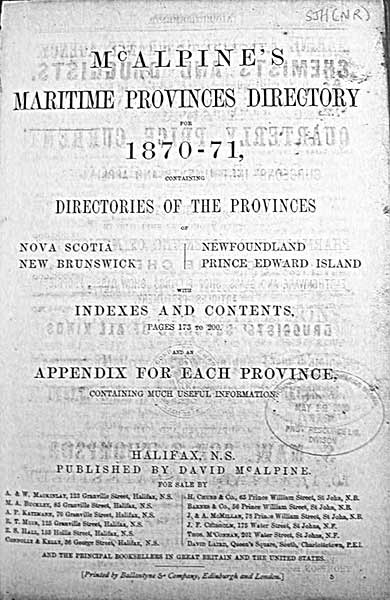 SJH(NR)
McALPINE'S
MARITIME PROVINCES DIRECTORY
FOR
1870-71,
CONTAINING
DIRECTORIES OF THE PROVINCES
OF
NOVA SCOTIA
NEW BRUNSWICK
NEWFOUNDLAND
PRINCE EDWARD ISLAND
WITH
INDEXES AND CONTENTS,
PAGES 173 to 200,
AND AN
APPENDIX FOR EACH PROVINCE,
CONTAINING MUCH USEFUL INFORMATION.
HALIFAX, N.S.
PUBLISHED BY DAVID McALPINE.
FOR SALE BY
A. & W. MACKINLAY, 123 Granville Street, Halifax, N.S.
M. A. BUCKLEY, 85 Granville Street, Halifax, N.S.
A. P. KATZMANN, 76 Granville Street, Halifax, N.S.
R. T. MUIR, 125 Granville Street, Halifax, N.S.
E. S. HALL, 153 Hollis Street, Halifax, N.S.
CONNOLLY & KELLY, 36 George Street, Halifax, N.S.
H. CHUBB & CO., 65 Prince William Street, St John, N.B.
BARNES & CO., 58 Prince William Street, St John, N.B.
J. & A. McMILLAN, 78 Prince William Street, St John, N.B.
J. F. CHISHOLM, 175 Water Street, St Johns, N.F.
THOS. McCONNAN, 201 Water Street, St Johns, N.F.
DAVID LAIRD, Queen's Square, South, Charlottetown, P.E.I.
AND THE PRINCIPAL BOOKSELLERS IN GREAT BRITAIN AND THE UNITED STATES.
[Printed by Ballantyne & Company, Edinburgh and London.]